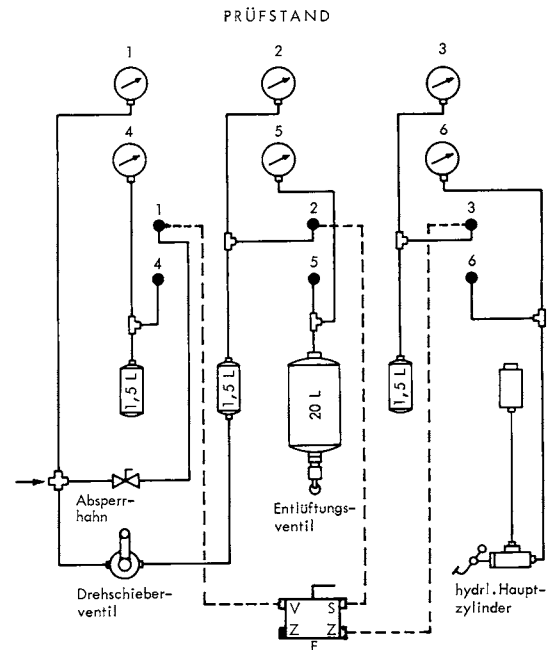 PRÜFSTAND
1
2
3
4
5
6
1
2
3
4
5
6
1,5 L
1,5 L
20 L
1,5 L
Absperr-
hahn
Entlüftungs-
ventil
Drehschieber-
ventil
hydrl. Haupt-
zylinder
V S
Z Z